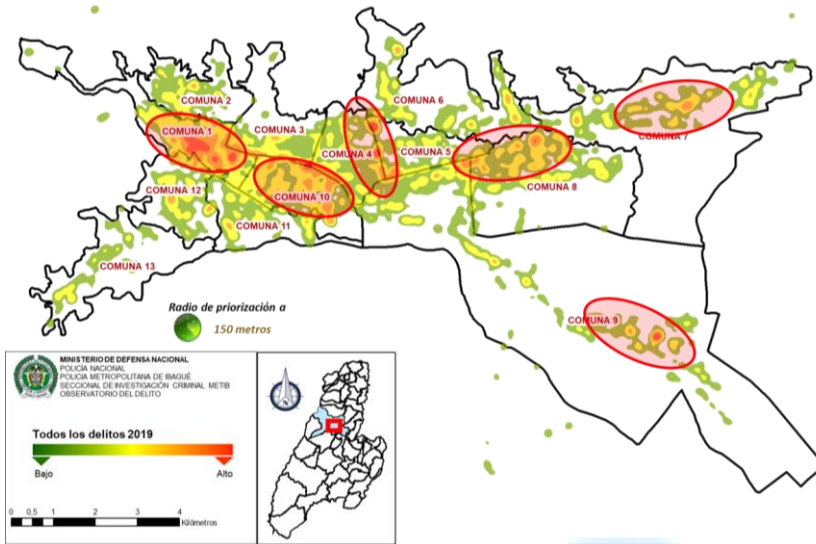 COMUNA 6
COMUNA 2
COMUNA 1
COMUNA 3
COMUNA 7
COMUNA 4
COMUNA 5
COMUNA 12
COMUNA 10
COMUNA 8
COMUNA 11
COMUNA 13
Radio de priorización a
150 metros
COMUNA 9
MINISTERIO DE DEFENSA NACIONAL
POLICÍA NACIONAL
POLICIA METROPOLITANA DE IBAGUÉ
SECCIONAL DE INVESTIGACIÓN CRIMINAL METIB
OBSERVATORIO DEL DELITO
Todos los delitos 2019
Bajo
Alto
0 0,5 1 2 3 4
Kilómetros